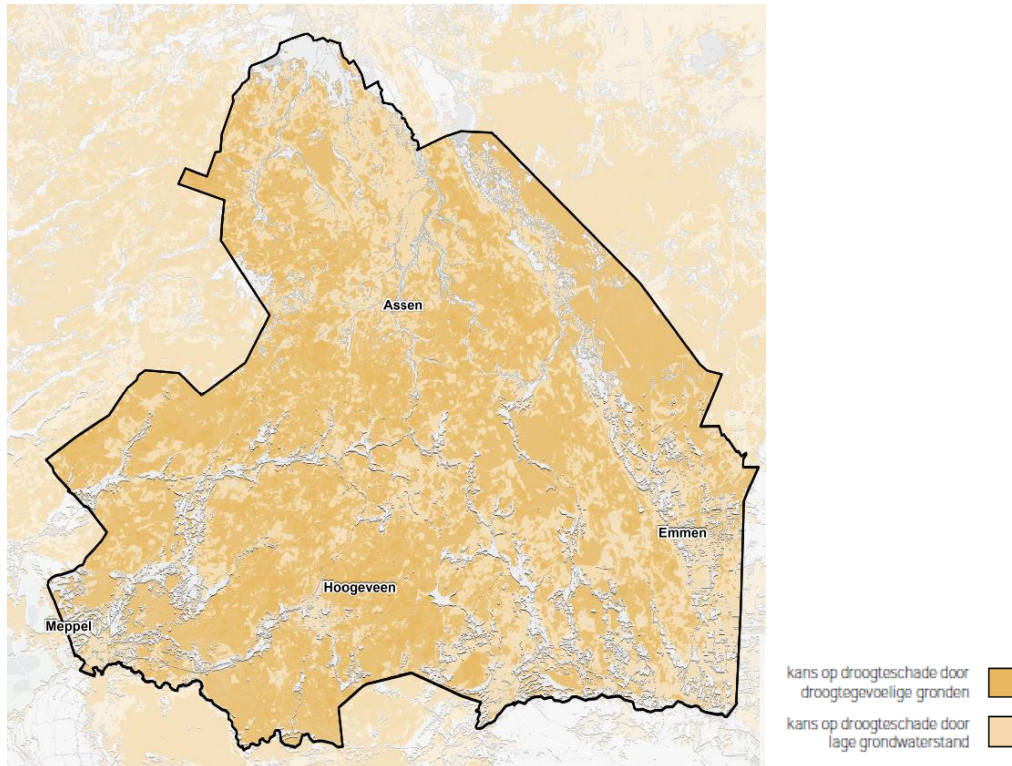 Assen
Emmen
Hoogeveen
Meppel
kans op droogteschade door
droogtegevoelige gronden
kans op droogteschade door
lage grondwaterstand